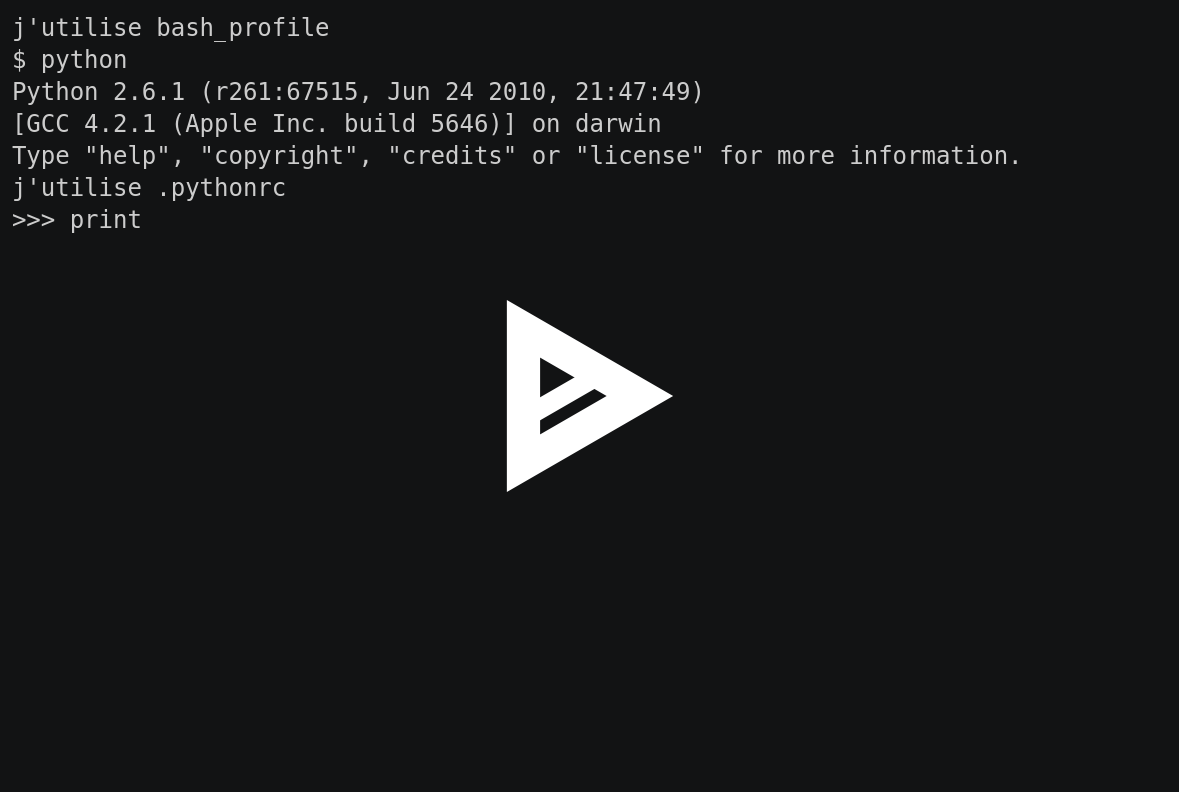 j'utilise bash_profile
$ python
Python 2.6.1 (r261:67515, Jun 24 2010, 21:47:49)
[GCC 4.2.1 (Apple Inc. build 5646)] on darwin
Type "help", "copyright", "credits" or "license" for more information.
j'utilise .pythonrc
>>> print